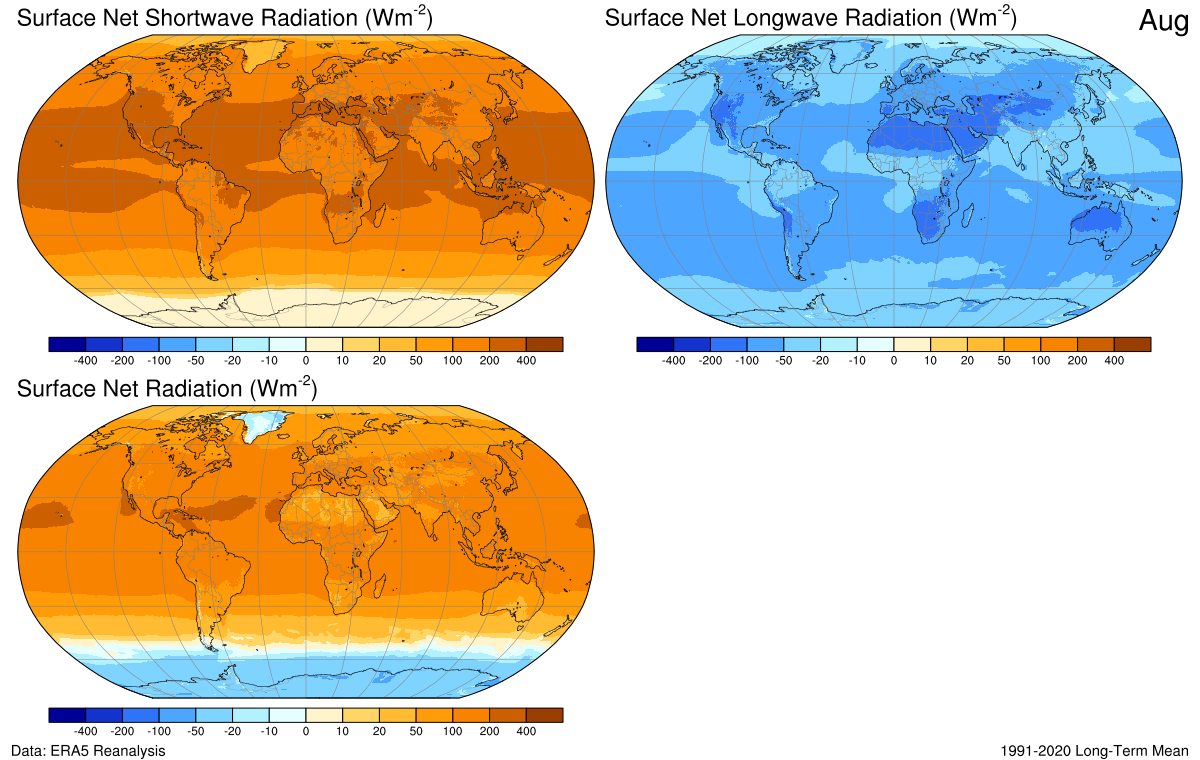 Surface Net Shortwave Radiation (Wm-2)
Surface Net Longwave Radiation (Wm-2)
Aug
-400 -200 -100 -50 -20 -10 0 10 20 50 100 200 400
-400 -200 -100 -50 -20 -10 0 10 20 50 100 200 400
Surface Net Radiation (Wm-2)
-400 -200 -100 -50 -20 -10 0 10 20 50 100 200 400
Data: ERA5 Reanalysis
1991-2020 Long-Term Mean